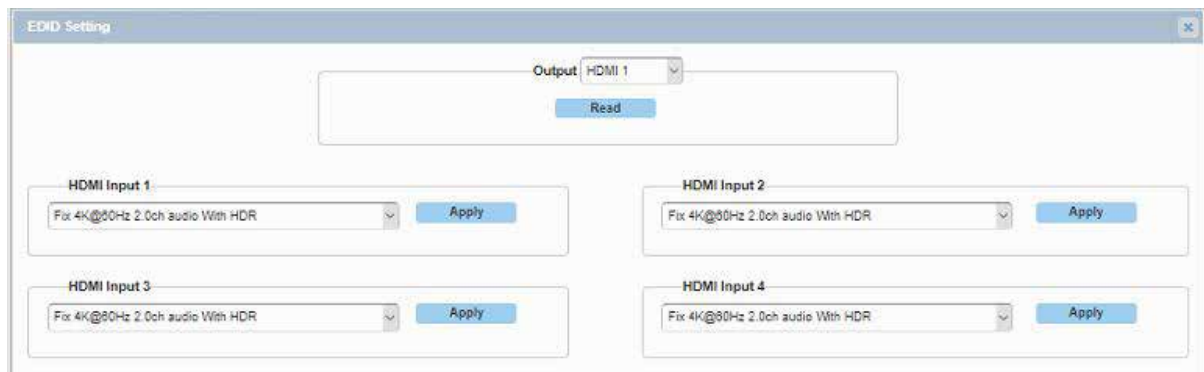 EDID Setting
Output HDMI 1
Read
HDMI Input 1
Fix 4K@60Hz 2.0ch audio With HDR Apply
HDMI Input 2
Fix 4K@60Hz 2.0ch audio With HDR Apply
HDMI Input 3
Fix 4K@60Hz 2.0ch audio With HDR Apply
HDMI Input 4
Fix 4K@60Hz 2.0ch audio With HDR Apply